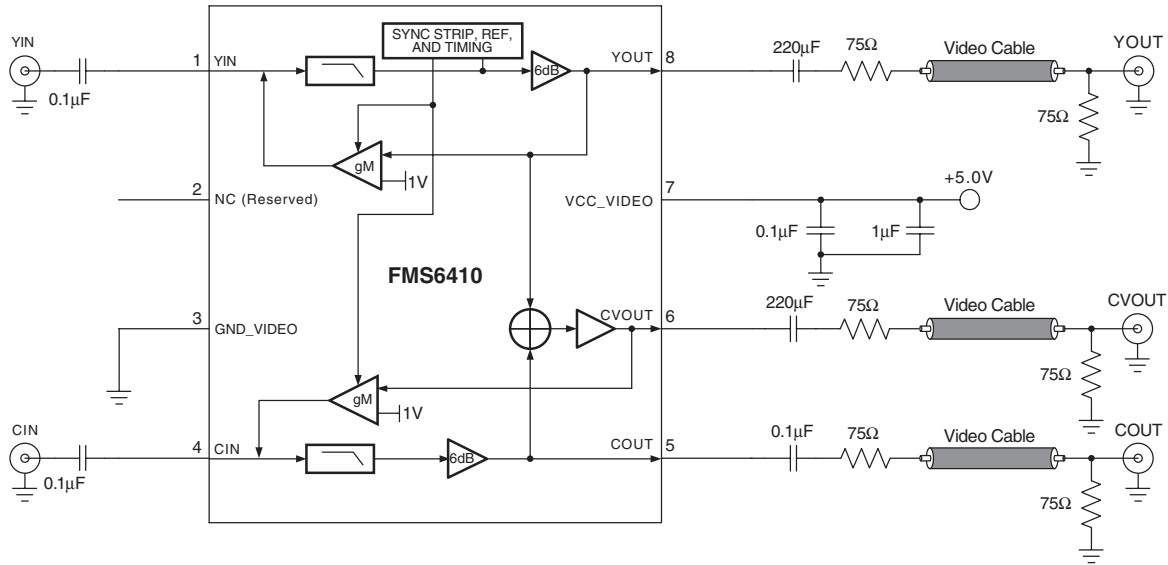 YIN
0.1μF
1
YIN
SYNC STRIP, REF,
AND TIMING
6dB
YOUT
8
220μF
75Ω
Video Cable
YOUT
75Ω
gM
1V
2
NC (Reserved)
VCC_VIDEO
7
+5.0V
0.1μF
1μF
FMS6410
3
GND_VIDEO
CVOUT
6
220μF
75Ω
Video Cable
CVOUT
75Ω
gM
1V
CIN
0.1μF
4
CIN
6dB
COUT
5
0.1μF
75Ω
Video Cable
COUT
75Ω